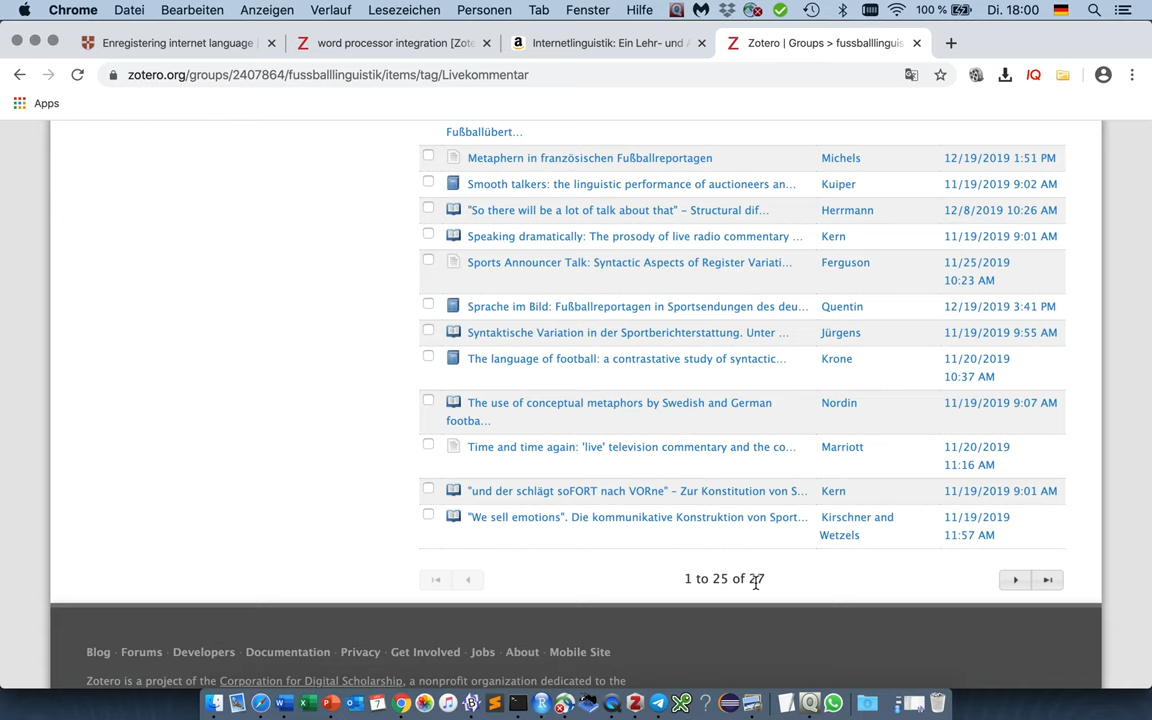 Chrome Datei Bearbeiten Anzeigen Verlauf Lesezeichen Personen Tab Fenster Hilfe 100 % Di. 18:00
Enregistering internet language
word processor integration [Zote
Internetlinguistik: Ein Lehr- und A
Zotero | Groups > fussballlinguis
zotero.org/groups/2407864/fussballlinguistik/items/tag/Livekommentar
IQ
Apps
Fußballübert...
Metaphern in französischen Fußballreportagen Michels 12/19/2019 1:51 PM
Smooth talkers: the linguistic performance of auctioneers an... Kuiper 11/19/2019 9:02 AM
"So there will be a lot of talk about that" – Structural dif... Herrmann 12/8/2019 10:26 AM
Speaking dramatically: The prosody of live radio commentary ... Kern 11/19/2019 9:01 AM
Sports Announcer Talk: Syntactic Aspects of Register Variati... Ferguson 11/25/2019
10:23 AM
Sprache im Bild: Fußballreportagen in Sportsendungen des deu... Quentin 12/19/2019 3:41 PM
Syntaktische Variation in der Sportberichterstattung. Unter ... Jürgens 11/19/2019 9:55 AM
The language of football: a contrastative study of syntactic... Krone 11/20/2019
10:37 AM
The use of conceptual metaphors by Swedish and German Nordin 11/19/2019 9:07 AM
footba...
Time and time again: 'live' television commentary and the co... Marriott 11/20/2019
11:16 AM
"und der schlägt soFORT nach VORne" – Zur Konstitution von S... Kern 11/19/2019 9:01 AM
"We sell emotions". Die kommunikative Konstruktion von Sport... Kirschner and 11/19/2019
Wetzels 11:57 AM
1 to 25 of 27
Blog · Forums · Developers · Documentation · Privacy · Get Involved · Jobs · About · Mobile Site
Zotero is a project of the Corporation for Digital Scholarship, a nonprofit organization dedicated to the